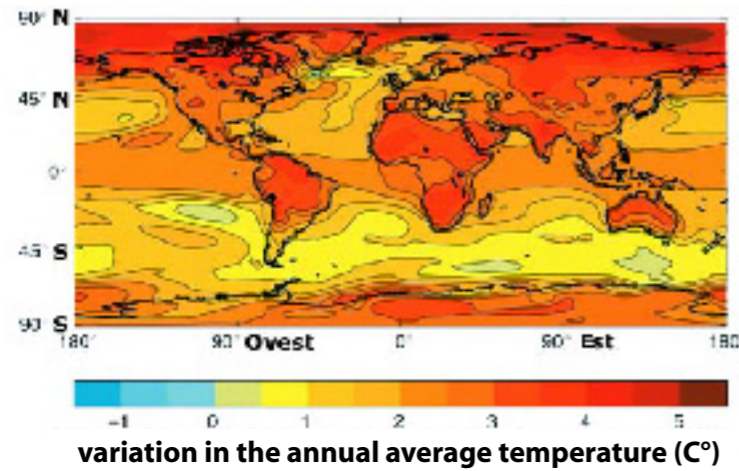 90° N
45° N
0°
45° S
90° S
180° 90° Ovest 0° 90° Est 180
-1 0 1 2 3 4 5
variation in the annual average temperature (C°)